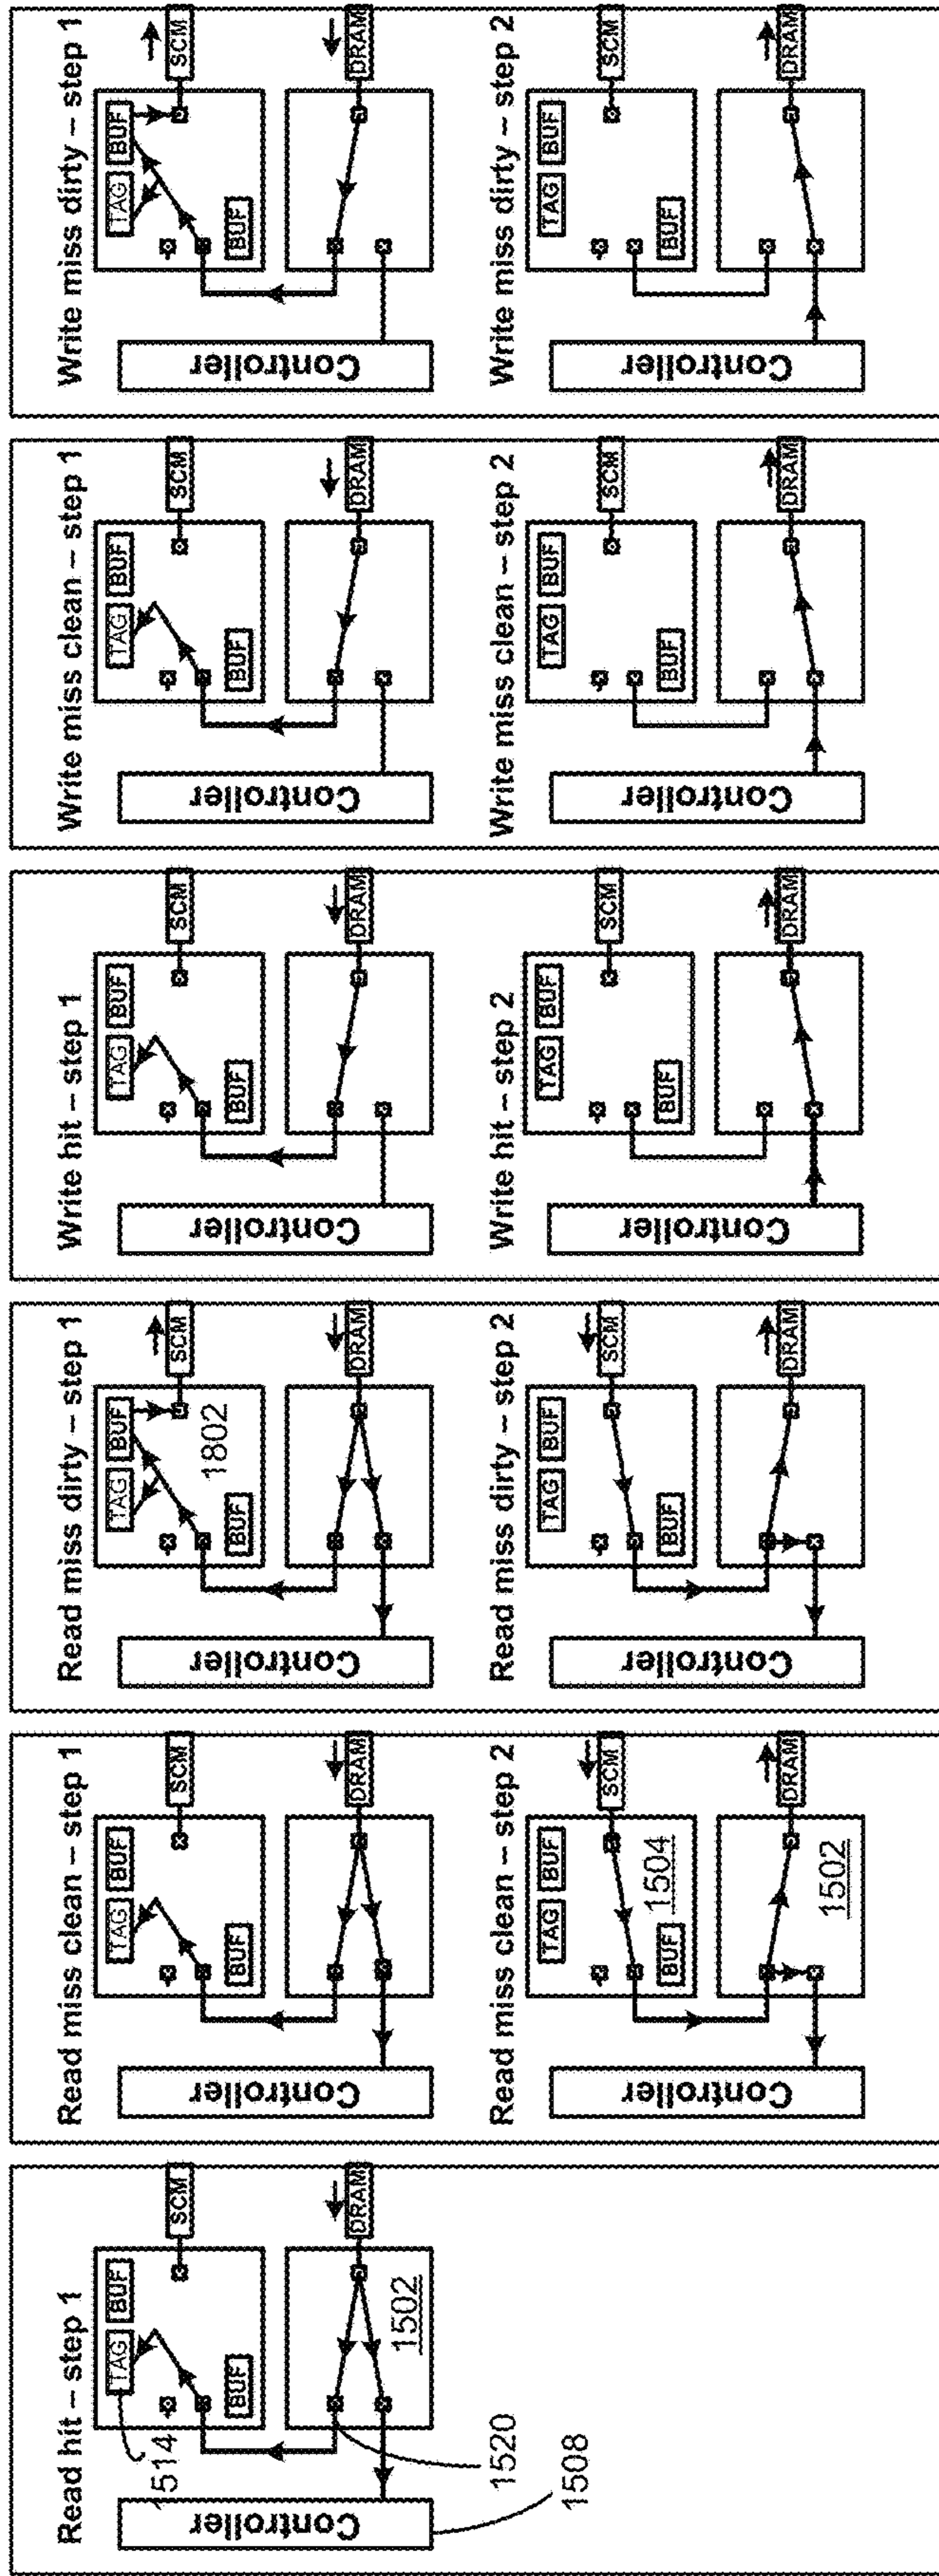 Read hit – step 1
TAG BUF
1514
SCM
BUF
Controller
DRAM
1502
1520
1508
Read miss clean – step 1
TAG BUF
SCM
BUF
Controller
DRAM
Read miss clean – step 2
TAG BUF
SCM
BUF
1504
Controller
DRAM
1502
Read miss dirty – step 1
TAG BUF
SCM
1802
BUF
Controller
DRAM
Read miss dirty – step 2
TAG BUF
SCM
BUF
Controller
DRAM
Write hit – step 1
TAG BUF
SCM
BUF
Controller
DRAM
Write hit – step 2
TAG BUF
SCM
BUF
Controller
DRAM
Write miss clean – step 1
TAG BUF
SCM
BUF
Controller
DRAM
Write miss clean – step 2
TAG BUF
SCM
BUF
Controller
DRAM
Write miss dirty – step 1
TAG BUF
SCM
BUF
Controller
DRAM
Write miss dirty – step 2
TAG BUF
SCM
BUF
Controller
DRAM